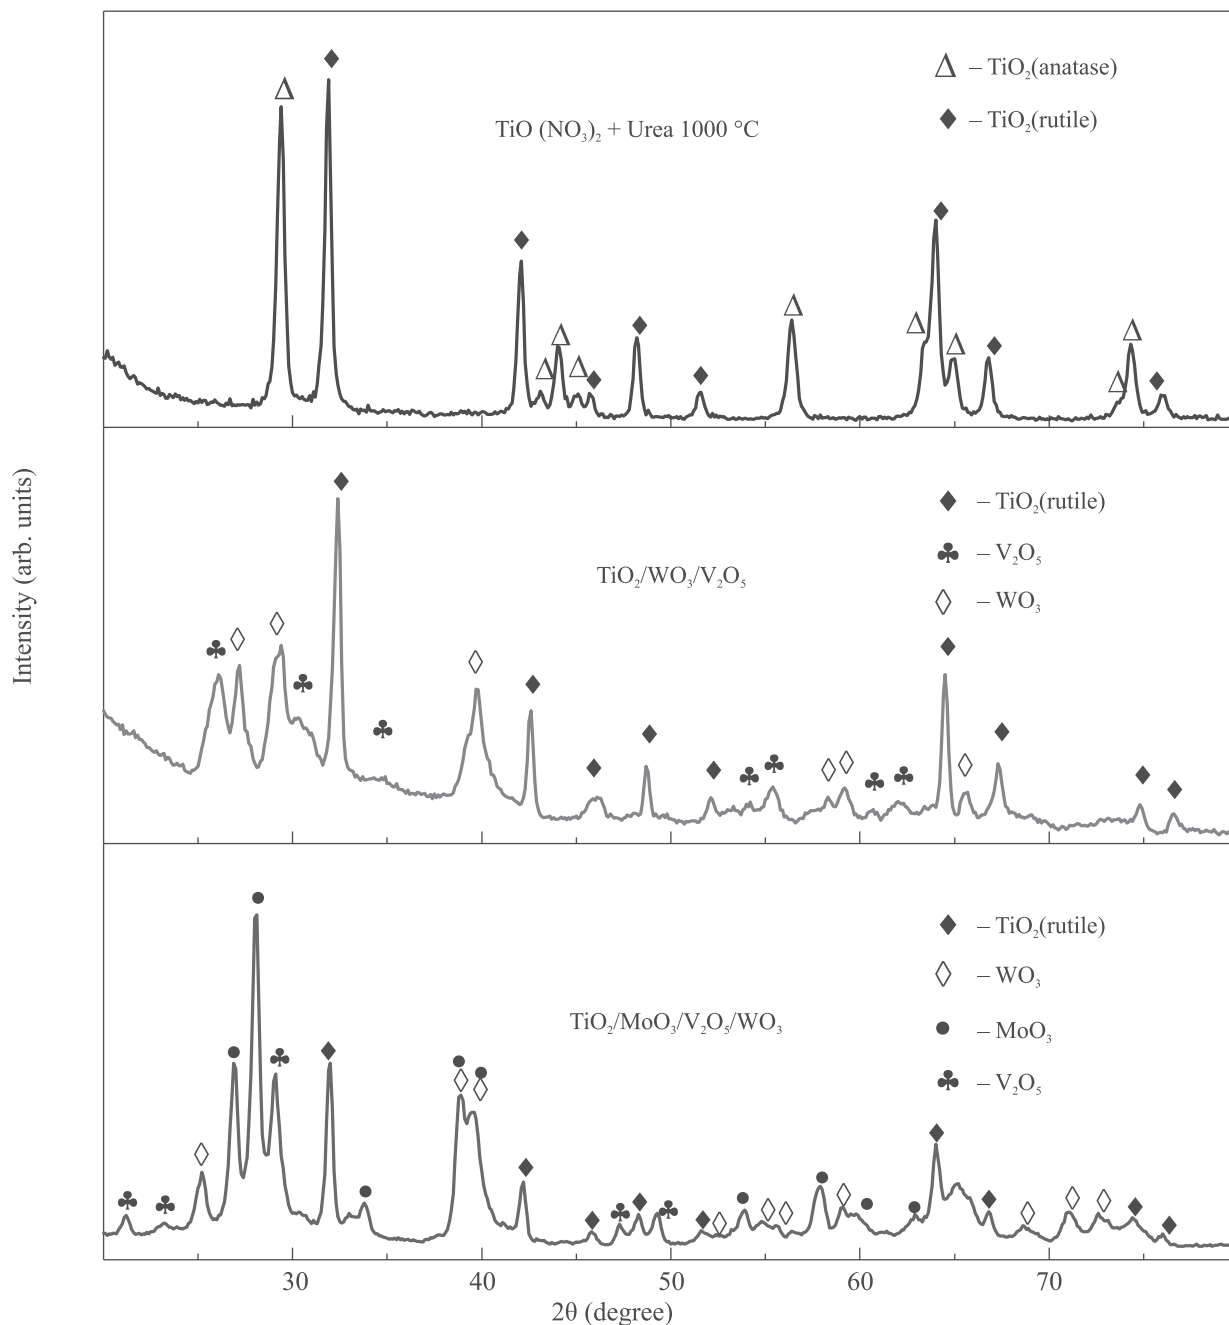 – TiO₂(anatase)
TiO (NO₃)₂ + Urea 1000 °C
– TiO₂(rutile)
Intensity (arb. units)
– TiO₂(rutile)
– V₂O₅
TiO₂/WO₃/V₂O₅
– WO₃
– TiO₂(rutile)
– WO₃
TiO₂/MoO₃/V₂O₅/WO₃
– MoO₃
– V₂O₅
30 40 50 60 70
2θ (degree)